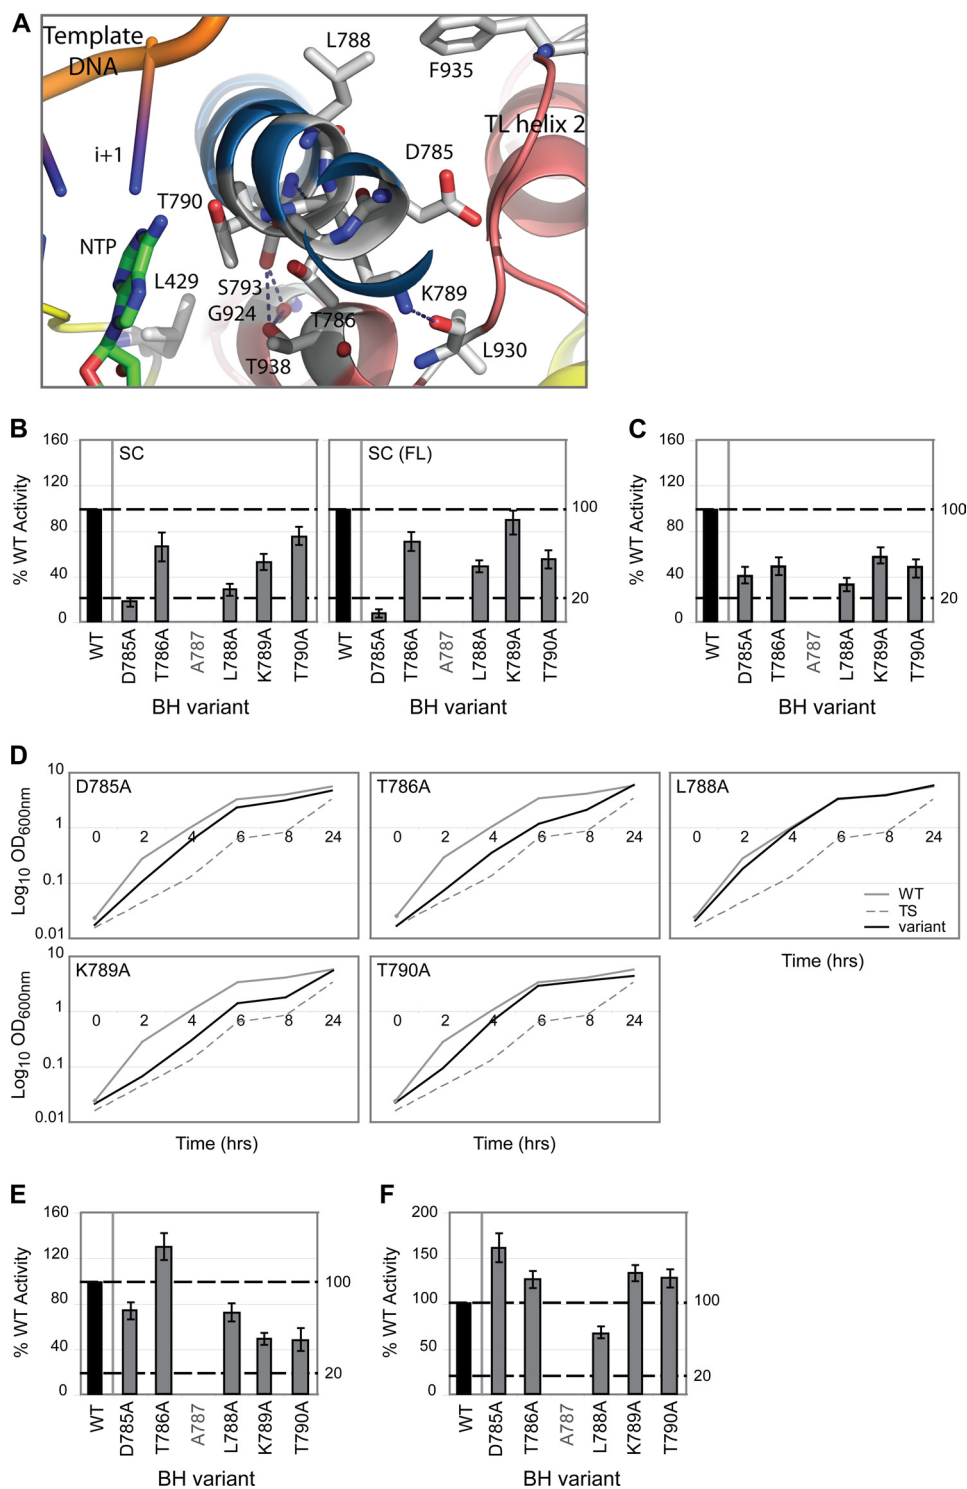 A
Template
DNA
L788
F935
TL helix 2
D785
i+1
T790
NTP
L429
S793
G924
T786
K789
T938
L930
B
% WT Activity
160
120
80
40
0
SC
SC (FL)
100
20
WT
D785A
T786A
A787
L788A
K789A
T790A
BH variant
WT
D785A
T786A
A787
L788A
K789A
T790A
BH variant
C
% WT Activity
160
120
80
40
0
100
20
WT
D785A
T786A
A787
L788A
K789A
T790A
BH variant
D
Log10 OD600nm
10
1
0.1
0.01
D785A
0 2 4 6 8 24
T786A
0 2 4 6 8 24
L788A
0 2 4 6 8 24
WT
TS
variant
Time (hrs)
Log10 OD600nm
10
1
0.1
0.01
K789A
0 2 4 6 8 24
T790A
0 2 4 6 8 24
Time (hrs)
Time (hrs)
E
% WT Activity
160
120
80
40
0
100
20
WT
D785A
T786A
A787
L788A
K789A
T790A
BH variant
F
% WT Activity
200
150
100
50
0
100
20
WT
D785A
T786A
A787
L788A
K789A
T790A
BH variant